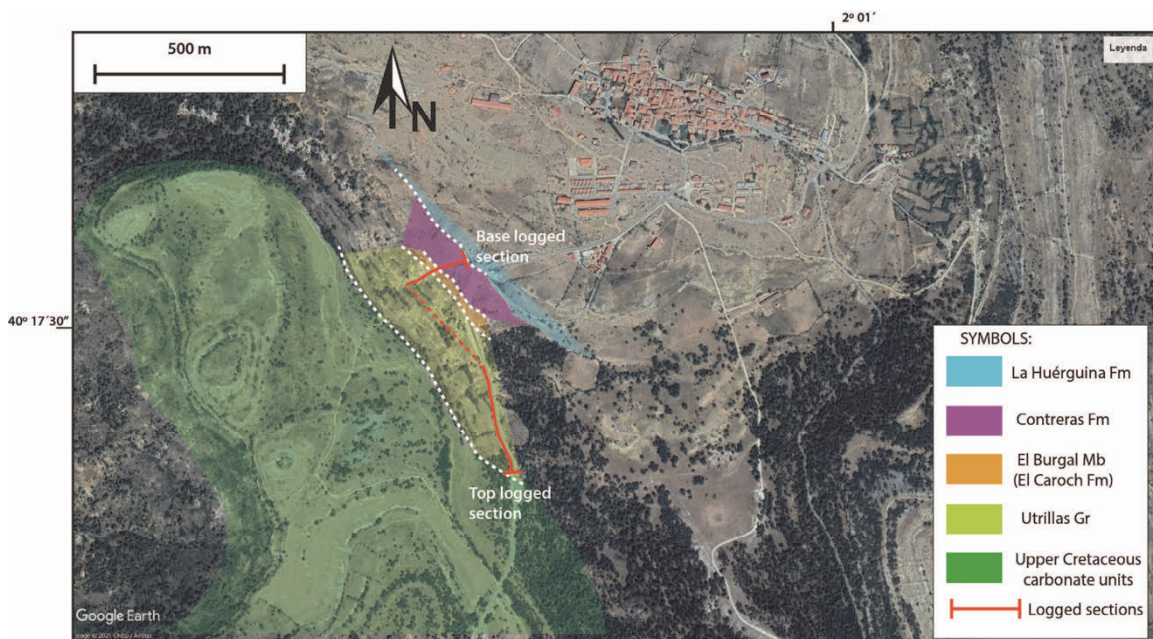 2º 01´
500 m
Leyenda
N
Base logged
section
40º 17´30”
SYMBOLS:
La Huérguina Fm
Contreras Fm
El Burgal Mb
(El Caroch Fm)
Utrillas Gr
Upper Cretaceous
carbonate units
Logged sections
Top logged
section
Google Earth